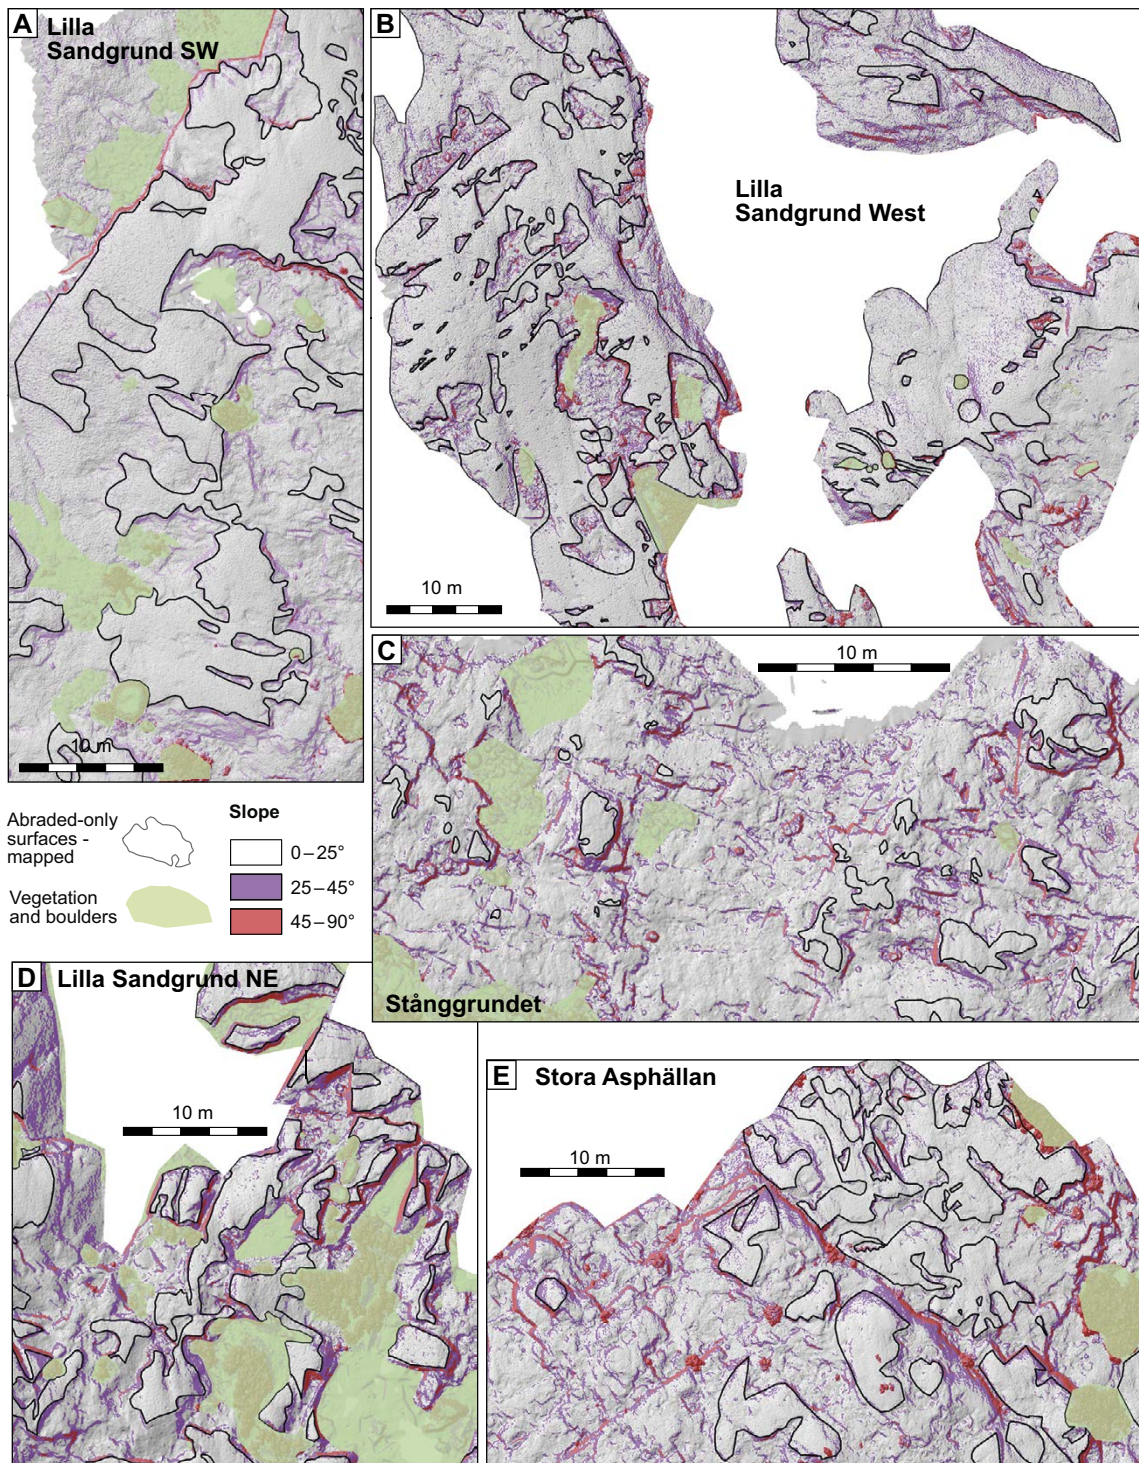 A
Lilla
Sandgrund SW
10 m
B
Lilla
Sandgrund West
10 m
C
10 m
Stånggrundet
Abraded-only
surfaces -
mapped
Vegetation
and boulders
Slope
0–25°
25–45°
45–90°
D
Lilla Sandgrund NE
10 m
E
Stora Asphällan
10 m